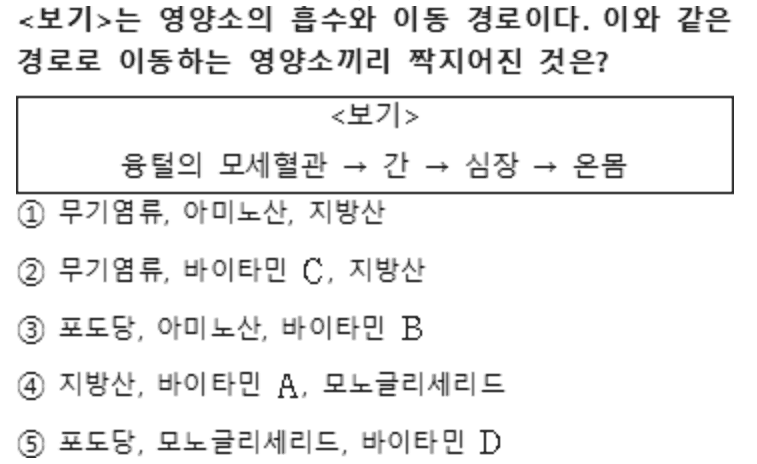 <보기>는 영양소의 흡수와 이동 경로이다. 이와 같은
경로로 이동하는 영양소끼리 짝지어진 것은?
<보기>
융털의 모세혈관 → 간 → 심장 → 온몸
① 무기염류, 아미노산, 지방산
② 무기염류, 바이타민 C, 지방산
③ 포도당, 아미노산, 바이타민 B
④ 지방산, 바이타민 A, 모노글리세리드
⑤ 포도당, 모노글리세리드, 바이타민 D